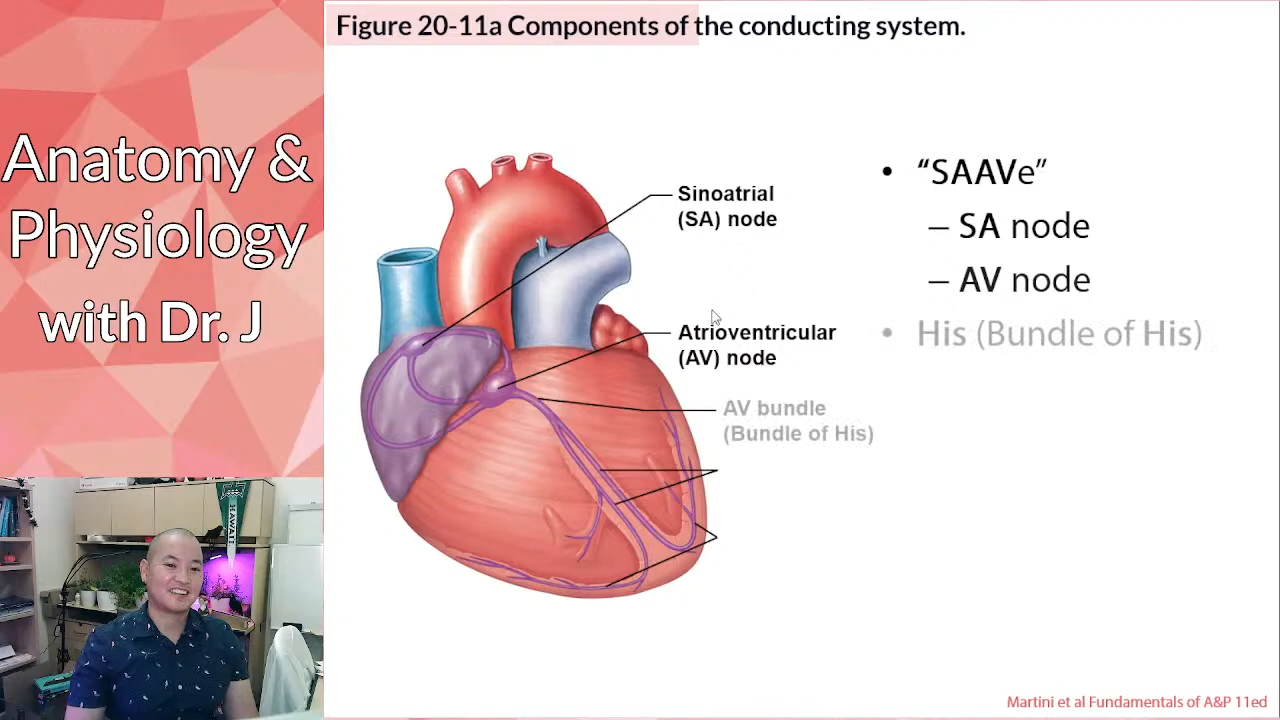 Figure 20-11a Components of the conducting system.
Anatomy &
Physiology
with Dr. J
Sinoatrial
(SA) node
Atrioventricular
(AV) node
AV bundle
(Bundle of His)
• “SAAVe”
– SA node
– AV node
• His (Bundle of His)
HAWAI'I
Martini et al Fundamentals of A&P 11ed